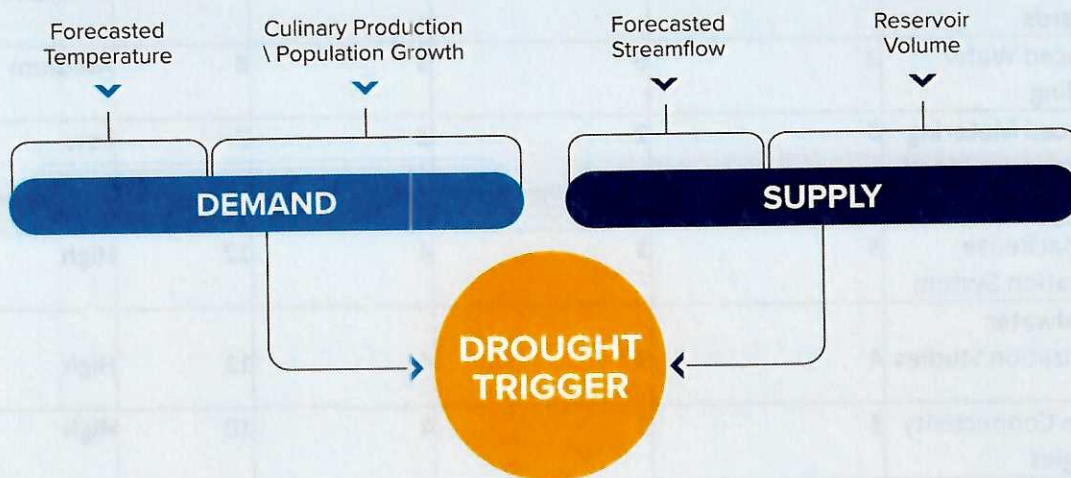 Forecasted
Temperature
Culinary Production
\ Population Growth
Forecasted
Streamflow
Reservoir
Volume
DEMAND
SUPPLY
DROUGHT
TRIGGER